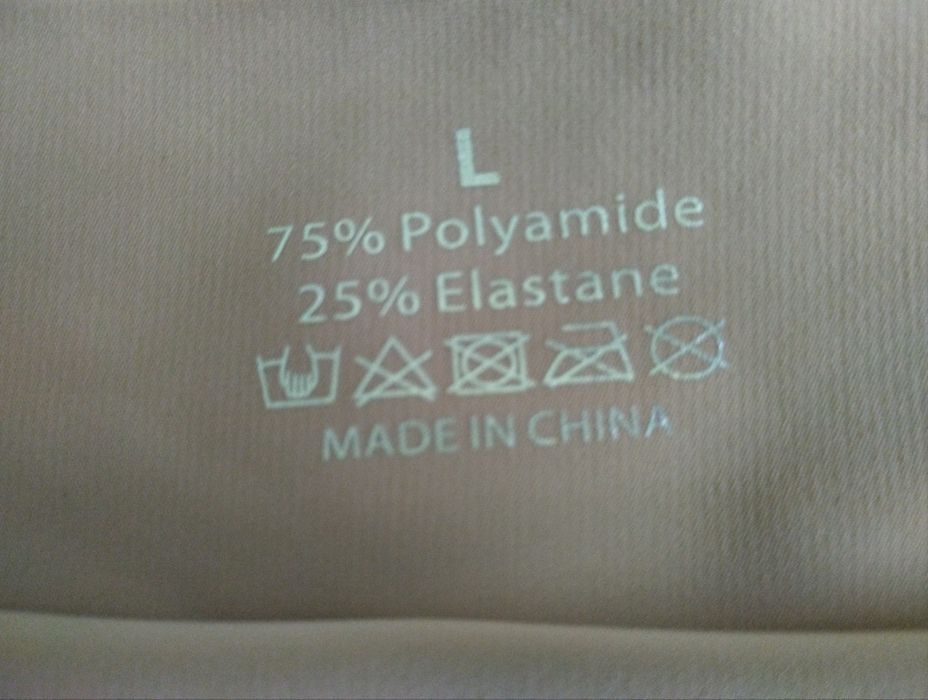 L
75% Polyamide
25% Elastane
MADE IN CHINA